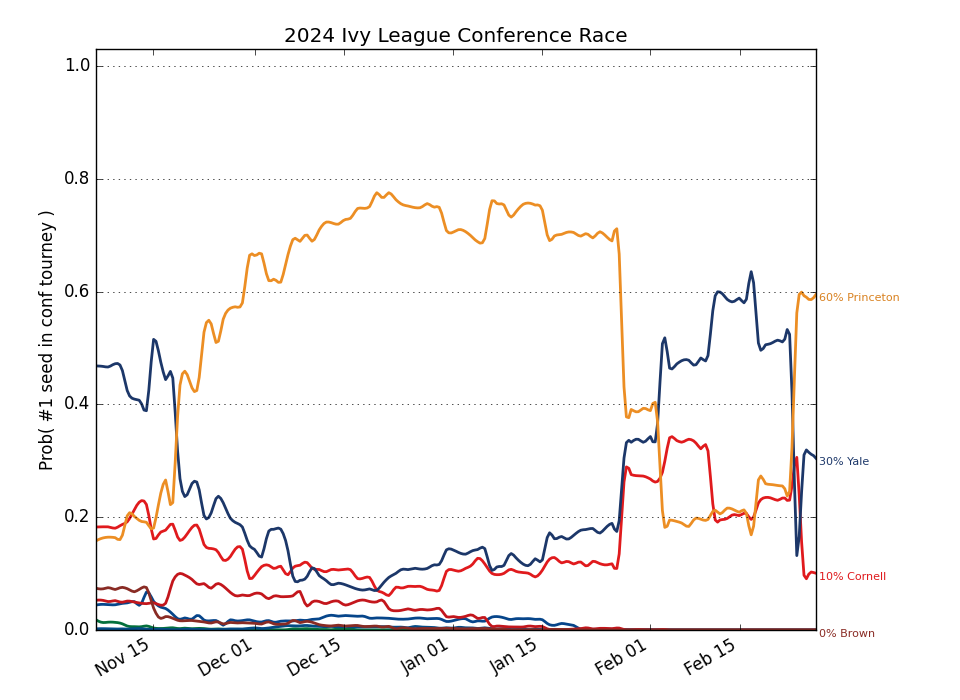 2024 Ivy League Conference Race
Prob( #1 seed in conf tourney )
1.0
0.8
0.6
0.4
0.2
0.0
60% Princeton
30% Yale
10% Cornell
0% Brown
Nov 15
Dec 01
Dec 15
Jan 01
Jan 15
Feb 01
Feb 15